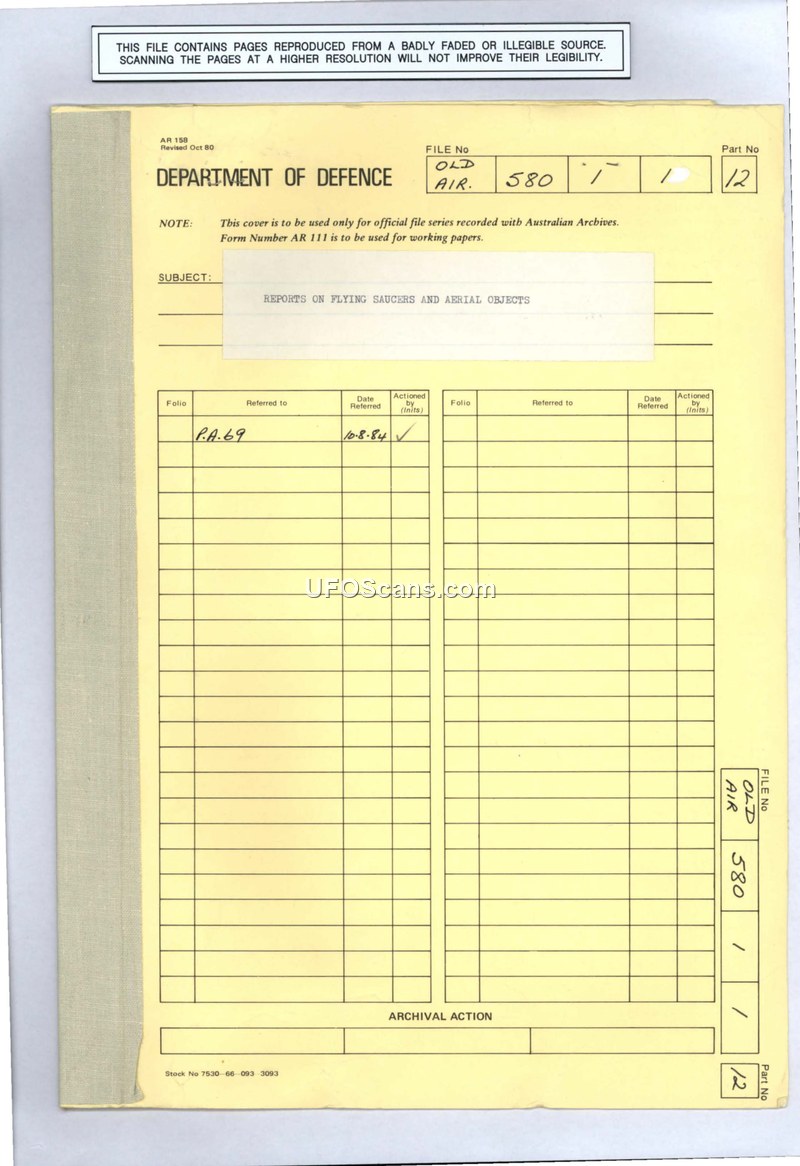 THIS FILE CONTAINS PAGES REPRODUCED FROM A BADLY FADED OR ILLEGIBLE SOURCE.
SCANNING THE PAGES AT A HIGHER RESOLUTION WILL NOT IMPROVE THEIR LEGIBILITY.
AR 158
Revised Oct 80
DEPARTMENT OF DEFENCE
FILE No
OLD
AIR. 580 1 1
Part No
12
NOTE: This cover is to be used only for official file series recorded with Australian Archives.
Form Number AR 111 is to be used for working papers.
SUBJECT:
REPORTS ON FLYING SAUCERS AND AERIAL OBJECTS
Folio Referred to Date Referred Actioned by (Inits) Folio Referred to Date Referred Actioned by (Inits)
P.A.69 10-8-84 ✓
UFOScans.com
FILE No
OLD
AIR 580 1 1
Part No
12
ARCHIVAL ACTION
Stock No 7530-66-093-3093